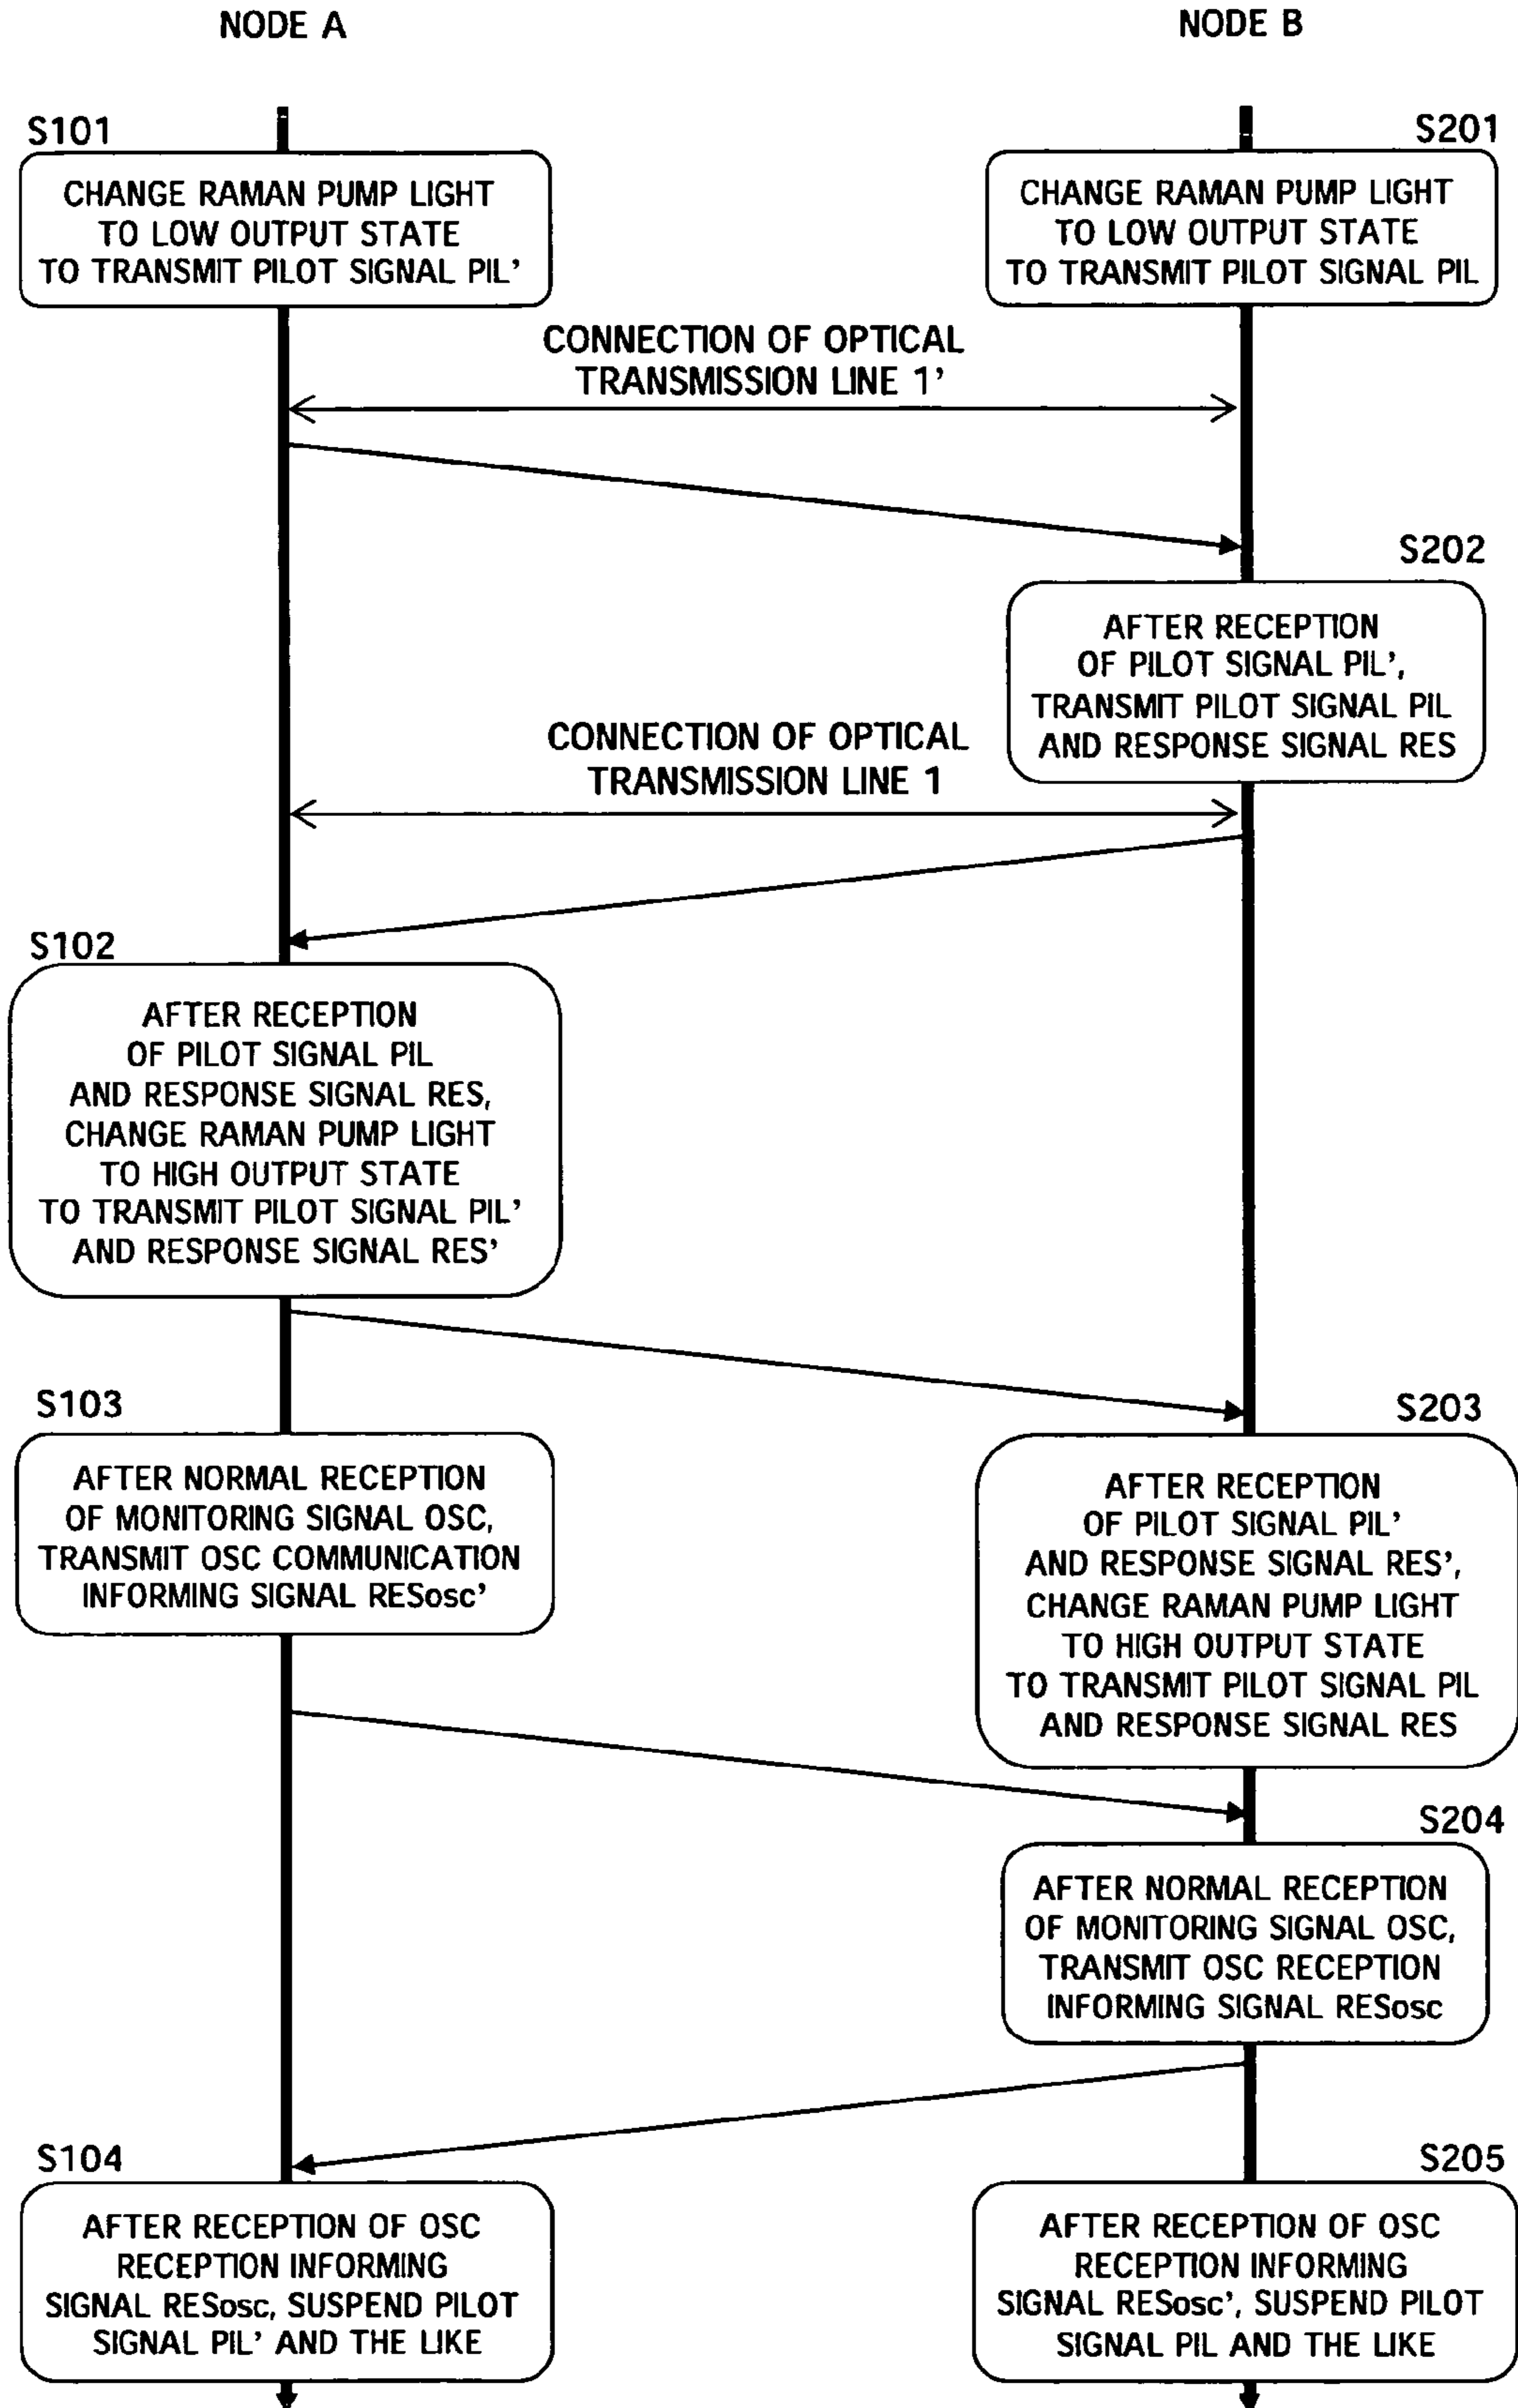 NODE A
NODE B
S101
CHANGE RAMAN PUMP LIGHT
TO LOW OUTPUT STATE
TO TRANSMIT PILOT SIGNAL PIL'
S201
CHANGE RAMAN PUMP LIGHT
TO LOW OUTPUT STATE
TO TRANSMIT PILOT SIGNAL PIL
CONNECTION OF OPTICAL
TRANSMISSION LINE 1'
S202
AFTER RECEPTION
OF PILOT SIGNAL PIL',
TRANSMIT PILOT SIGNAL PIL
AND RESPONSE SIGNAL RES
CONNECTION OF OPTICAL
TRANSMISSION LINE 1
S102
AFTER RECEPTION
OF PILOT SIGNAL PIL
AND RESPONSE SIGNAL RES,
CHANGE RAMAN PUMP LIGHT
TO HIGH OUTPUT STATE
TO TRANSMIT PILOT SIGNAL PIL'
AND RESPONSE SIGNAL RES'
S103
AFTER NORMAL RECEPTION
OF MONITORING SIGNAL OSC,
TRANSMIT OSC COMMUNICATION
INFORMING SIGNAL RESosc'
S203
AFTER RECEPTION
OF PILOT SIGNAL PIL'
AND RESPONSE SIGNAL RES',
CHANGE RAMAN PUMP LIGHT
TO HIGH OUTPUT STATE
TO TRANSMIT PILOT SIGNAL PIL
AND RESPONSE SIGNAL RES
S204
AFTER NORMAL RECEPTION
OF MONITORING SIGNAL OSC,
TRANSMIT OSC RECEPTION
INFORMING SIGNAL RESosc
S104
AFTER RECEPTION OF OSC
RECEPTION INFORMING
SIGNAL RESosc, SUSPEND PILOT
SIGNAL PIL' AND THE LIKE
S205
AFTER RECEPTION OF OSC
RECEPTION INFORMING
SIGNAL RESosc', SUSPEND PILOT
SIGNAL PIL AND THE LIKE